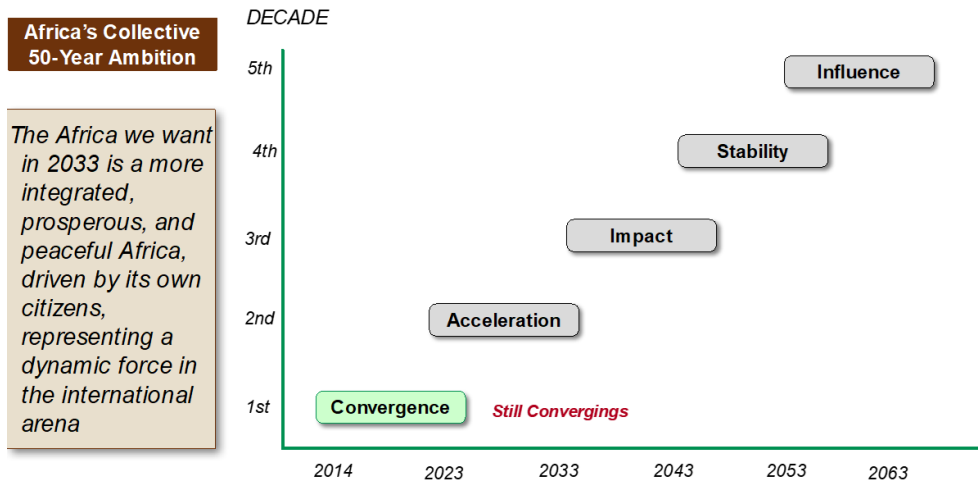 Africa's Collective
50-Year Ambition
The Africa we want
in 2033 is a more
integrated,
prosperous, and
peaceful Africa,
driven by its own
citizens,
representing a
dynamic force in
the international
arena
DECADE
5th
Influence
4th
Stability
3rd
Impact
2nd
Acceleration
1st
Convergence
Still Convergings
2014
2023
2033
2043
2053
2063